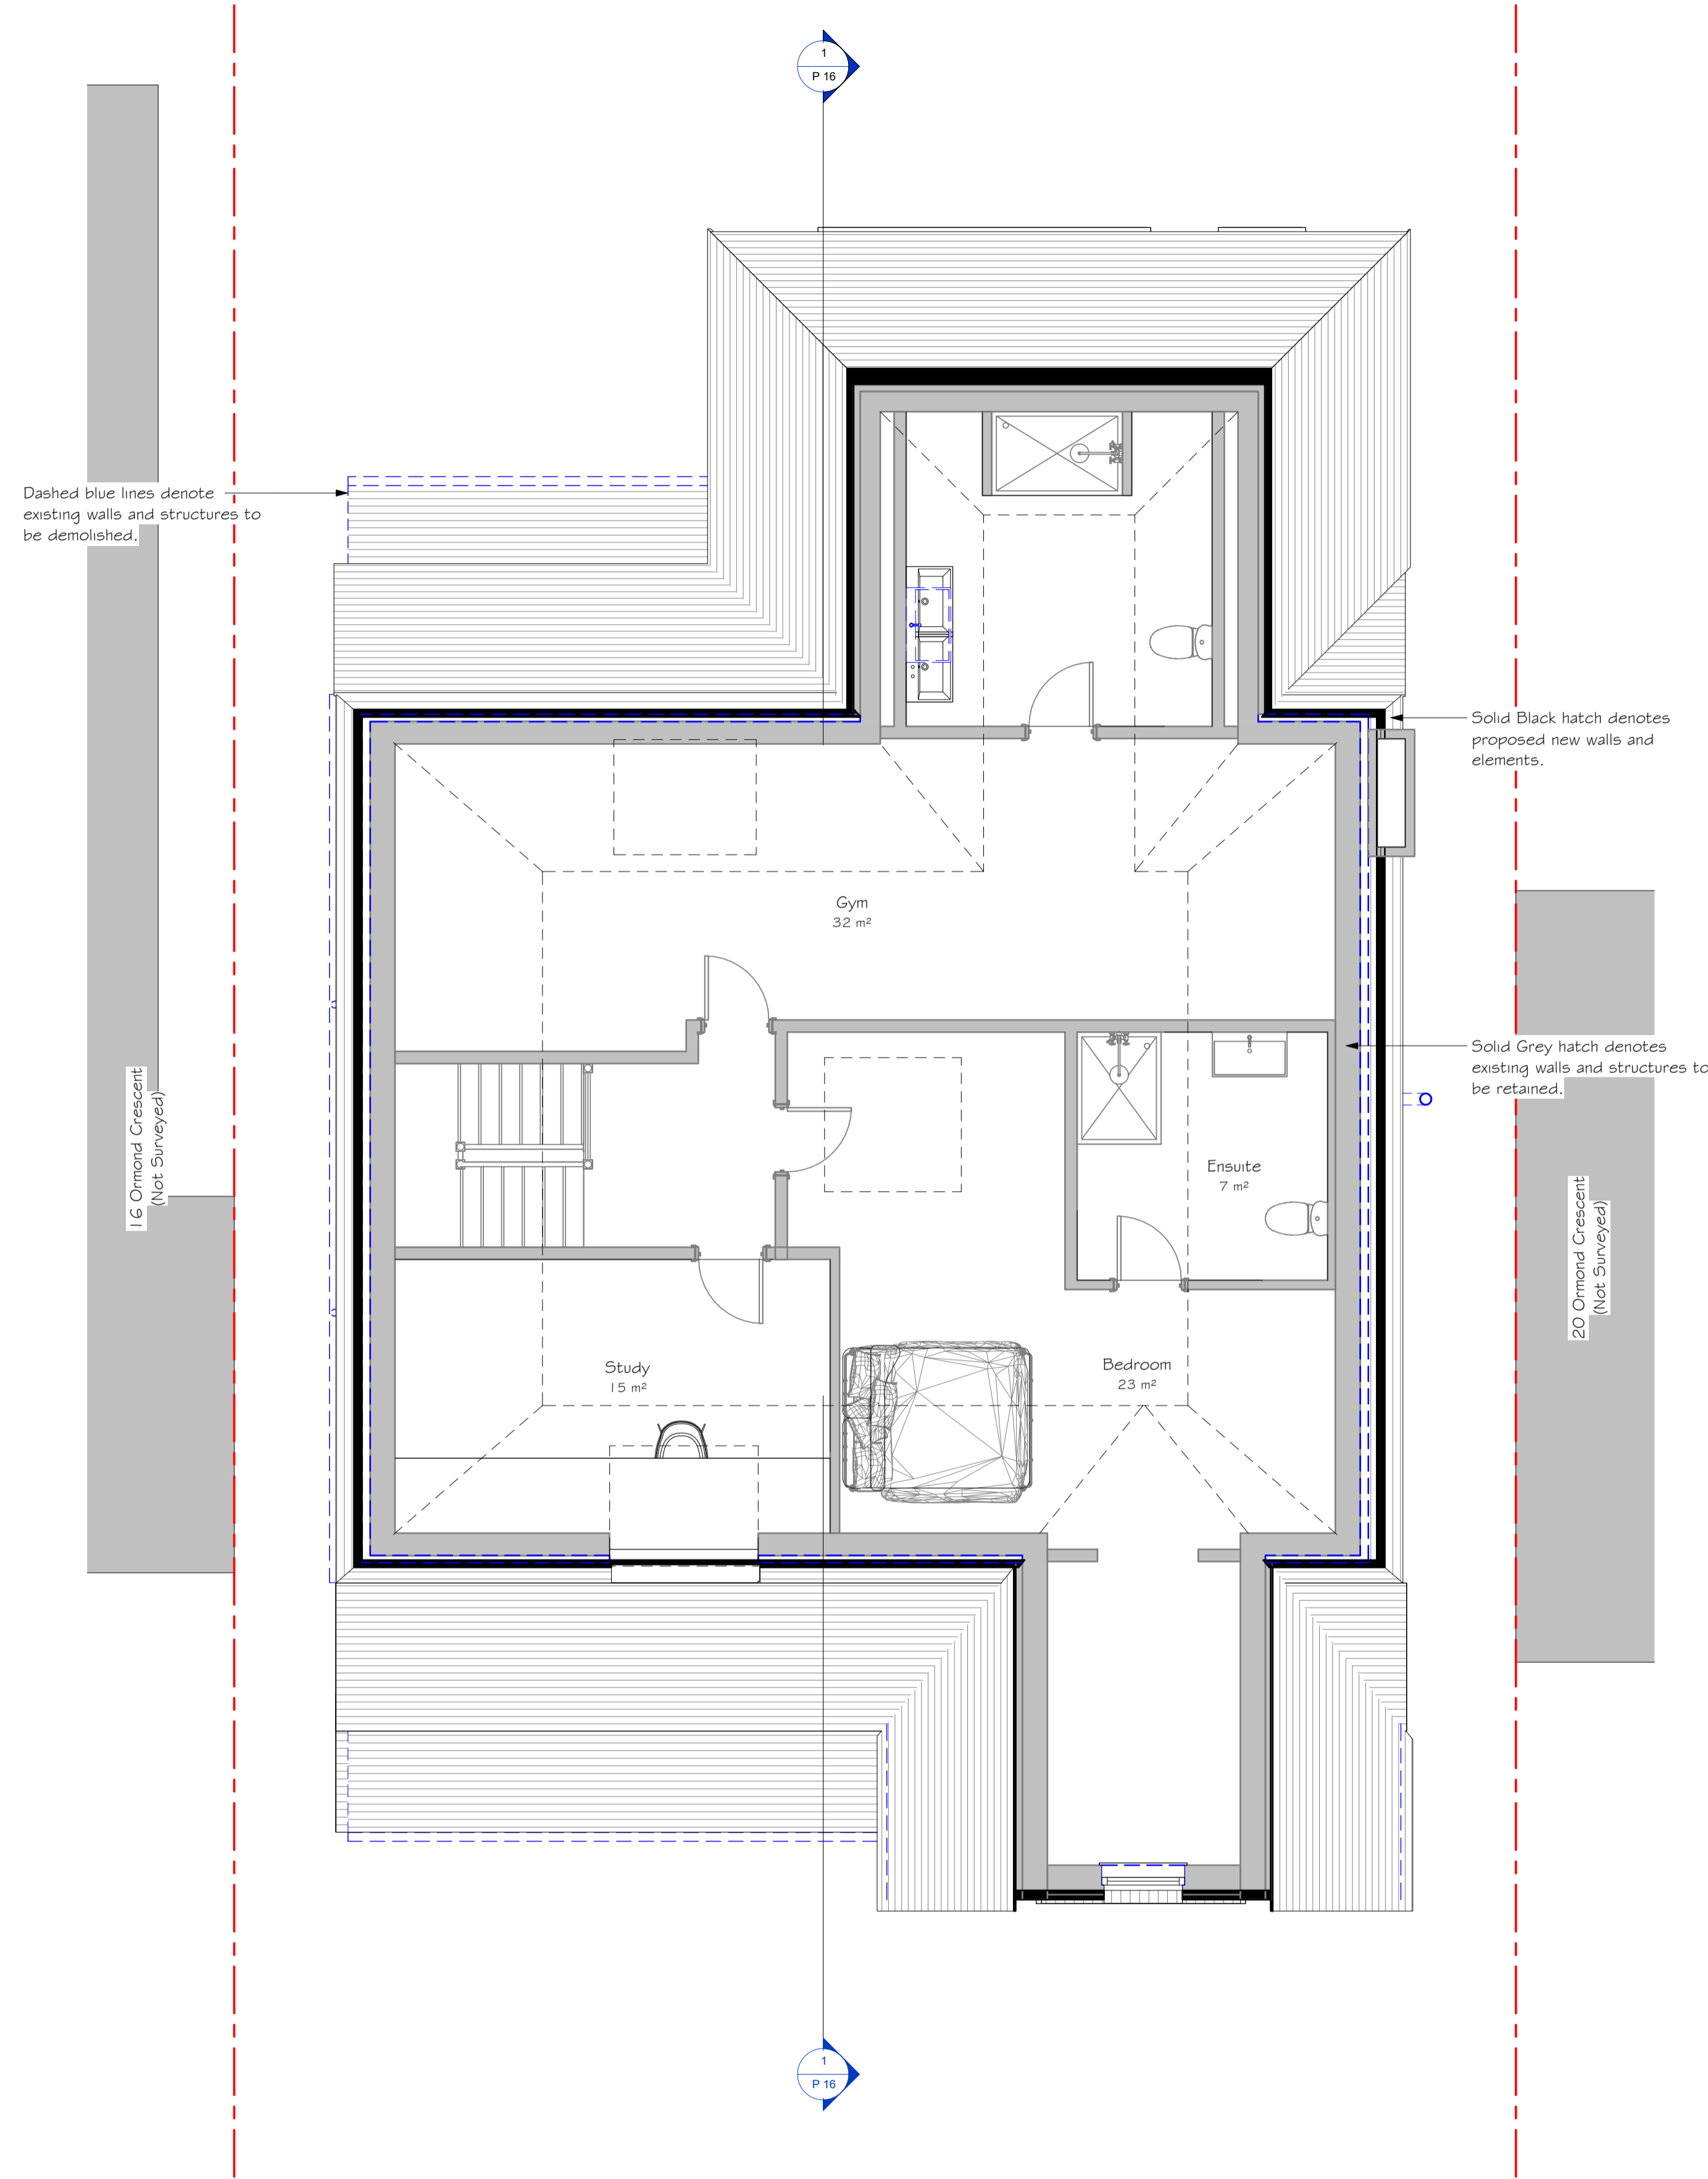 1
P 16
Dashed blue lines denote
existing walls and structures to
be demolished.
Solid Black hatch denotes
proposed new walls and
elements.
Gym
32 m²
Solid Grey hatch denotes
existing walls and structures to
be retained.
16 Ormond Crescent
(Not Surveyed)
Ensuite
7 m²
20 Ormond Crescent
(Not Surveyed)
Study
15 m²
Bedroom
23 m²
1
P 16